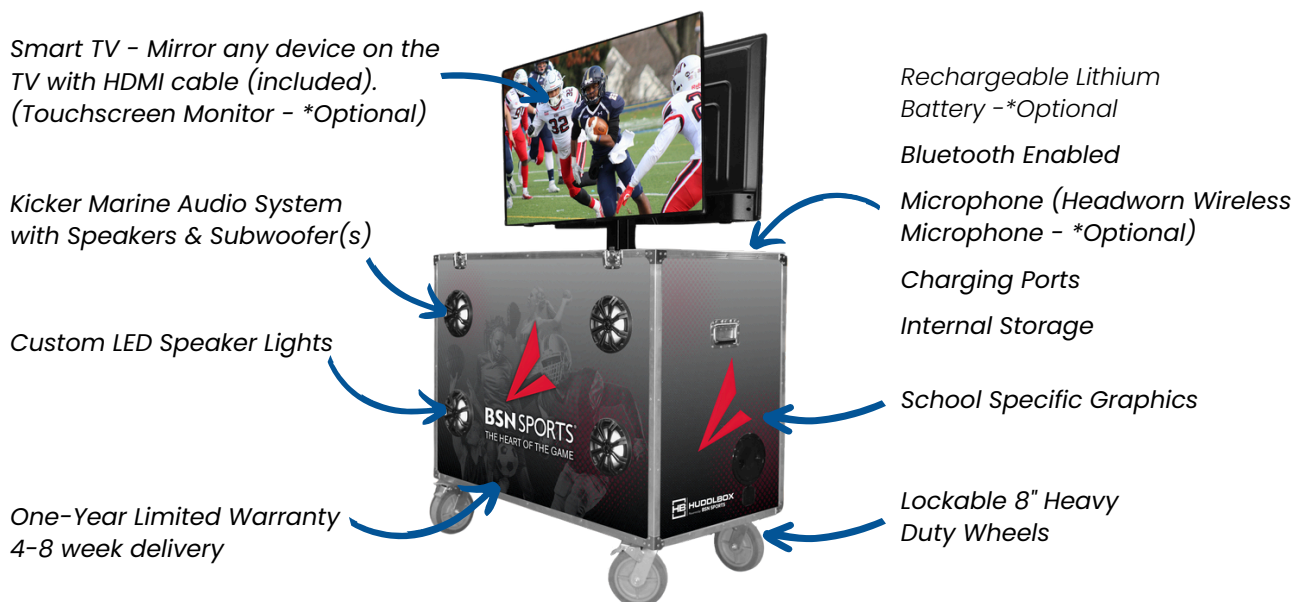 Smart TV - Mirror any device on the
TV with HDMI cable (included).
(Touchscreen Monitor - *Optional)
Kicker Marine Audio System
with Speakers & Subwoofer(s)
Custom LED Speaker Lights
One-Year Limited Warranty
4-8 week delivery
32
2
BSN SPORTS
THE HEART OF THE GAME
HB HUDDLBOX
BSN SPORTS
Rechargeable Lithium
Battery -*Optional
Bluetooth Enabled
Microphone (Headworn Wireless
Microphone - *Optional)
Charging Ports
Internal Storage
School Specific Graphics
Lockable 8" Heavy
Duty Wheels